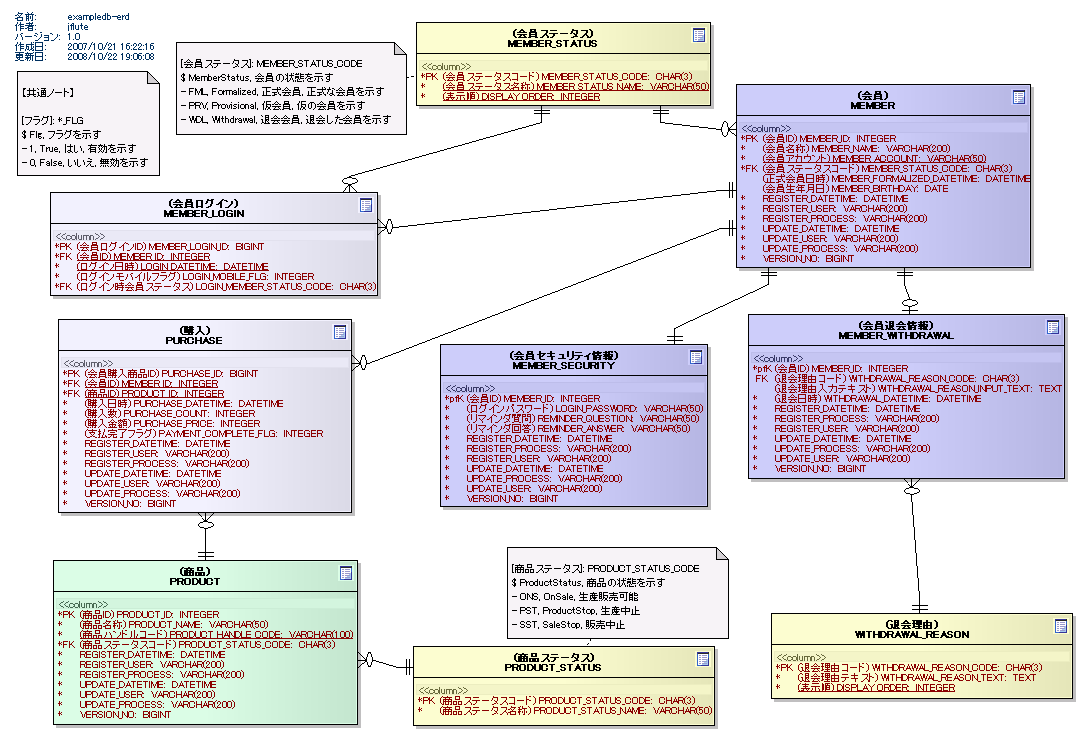 名前: exampledb-erd
作者: jflute
バージョン: 1.0
作成日: 2007/10/21 16:22:16
更新日: 2008/10/22 19:06:08
【共通ノート】
[フラグ]: *_FLG
$ Flg, フラグを示す
- 1, True, はい, 有効を示す
- 0, False, いいえ, 無効を示す
[会員ステータス]: MEMBER_STATUS_CODE
$ MemberStatus, 会員の状態を示す
- FML, Formalized, 正式会員, 正式な会員を示す
- PRV, Provisional, 仮会員, 仮の会員を示す
- WDL, Withdrawal, 退会会員, 退会した会員を示す
(会員ステータス)
MEMBER_STATUS
<<column>>
*PK (会員ステータスコード) MEMBER_STATUS_CODE: CHAR(3)
* (会員ステータス名称) MEMBER_STATUS_NAME: VARCHAR(50)
* (表示順) DISPLAY_ORDER: INTEGER
(会員)
MEMBER
<<column>>
*PK (会員ID) MEMBER_ID: INTEGER
* (会員名称) MEMBER_NAME: VARCHAR(200)
* (会員アカウント) MEMBER_ACCOUNT: VARCHAR(50)
*FK (会員ステータスコード) MEMBER_STATUS_CODE: CHAR(3)
(正式会員日時) MEMBER_FORMALIZED_DATETIME: DATETIME
(会員生年月日) MEMBER_BIRTHDAY: DATE
* REGISTER_DATETIME: DATETIME
* REGISTER_USER: VARCHAR(200)
* REGISTER_PROCESS: VARCHAR(200)
* UPDATE_DATETIME: DATETIME
* UPDATE_USER: VARCHAR(200)
* UPDATE_PROCESS: VARCHAR(200)
* VERSION_NO: BIGINT
(会員ログイン)
MEMBER_LOGIN
<<column>>
*PK (会員ログインID) MEMBER_LOGIN_ID: BIGINT
*FK (会員ID) MEMBER_ID: INTEGER
* (ログイン日時) LOGIN_DATETIME: DATETIME
* (ログインモバイルフラグ) LOGIN_MOBILE_FLG: INTEGER
*FK (ログイン時会員ステータス) LOGIN_MEMBER_STATUS_CODE: CHAR(3)
(購入)
PURCHASE
<<column>>
*PK (会員購入商品ID) PURCHASE_ID: BIGINT
*FK (会員ID) MEMBER_ID: INTEGER
*FK (商品ID) PRODUCT_ID: INTEGER
* (購入日時) PURCHASE_DATETIME: DATETIME
* (購入数) PURCHASE_COUNT: INTEGER
* (購入金額) PURCHASE_PRICE: INTEGER
* (支払完了フラグ) PAYMENT_COMPLETE_FLG: INTEGER
* REGISTER_DATETIME: DATETIME
* REGISTER_USER: VARCHAR(200)
* REGISTER_PROCESS: VARCHAR(200)
* UPDATE_DATETIME: DATETIME
* UPDATE_USER: VARCHAR(200)
* UPDATE_PROCESS: VARCHAR(200)
* VERSION_NO: BIGINT
(会員セキュリティ情報)
MEMBER_SECURITY
<<column>>
*pfK (会員ID) MEMBER_ID: INTEGER
* (ログインパスワード) LOGIN_PASSWORD: VARCHAR(50)
* (リマインダ質問) REMINDER_QUESTION: VARCHAR(50)
* (リマインダ回答) REMINDER_ANSWER: VARCHAR(50)
* REGISTER_DATETIME: DATETIME
* REGISTER_PROCESS: VARCHAR(200)
* REGISTER_USER: VARCHAR(200)
* UPDATE_DATETIME: DATETIME
* UPDATE_PROCESS: VARCHAR(200)
* UPDATE_USER: VARCHAR(200)
* VERSION_NO: BIGINT
(会員退会情報)
MEMBER_WITHDRAWAL
<<column>>
*pfK (会員ID) MEMBER_ID: INTEGER
FK (退会理由コード) WITHDRAWAL_REASON_CODE: CHAR(3)
(退会理由入力テキスト) WITHDRAWAL_REASON_INPUT_TEXT: TEXT
* (退会日時) WITHDRAWAL_DATETIME: DATETIME
* REGISTER_DATETIME: DATETIME
* REGISTER_PROCESS: VARCHAR(200)
* REGISTER_USER: VARCHAR(200)
* UPDATE_DATETIME: DATETIME
* UPDATE_PROCESS: VARCHAR(200)
* UPDATE_USER: VARCHAR(200)
* VERSION_NO: BIGINT
(商品)
PRODUCT
<<column>>
*PK (商品ID) PRODUCT_ID: INTEGER
* (商品名称) PRODUCT_NAME: VARCHAR(50)
* (商品ハンドルコード) PRODUCT_HANDLE_CODE: VARCHAR(100)
*FK (商品ステータスコード) PRODUCT_STATUS_CODE: CHAR(3)
* REGISTER_DATETIME: DATETIME
* REGISTER_USER: VARCHAR(200)
* REGISTER_PROCESS: VARCHAR(200)
* UPDATE_DATETIME: DATETIME
* UPDATE_USER: VARCHAR(200)
* UPDATE_PROCESS: VARCHAR(200)
* VERSION_NO: BIGINT
[商品ステータス]: PRODUCT_STATUS_CODE
$ ProductStatus, 商品の状態を示す
- ONS, OnSale, 生産販売可能
- PST, ProductStop, 生産中止
- SST, SaleStop, 販売中止
(商品ステータス)
PRODUCT_STATUS
<<column>>
*PK (商品ステータスコード) PRODUCT_STATUS_CODE: CHAR(3)
* (商品ステータス名称) PRODUCT_STATUS_NAME: VARCHAR(50)
(退会理由)
WITHDRAWAL_REASON
<<column>>
*PK (退会理由コード) WITHDRAWAL_REASON_CODE: CHAR(3)
* (退会理由テキスト) WITHDRAWAL_REASON_TEXT: TEXT
* (表示順) DISPLAY_ORDER: INTEGER